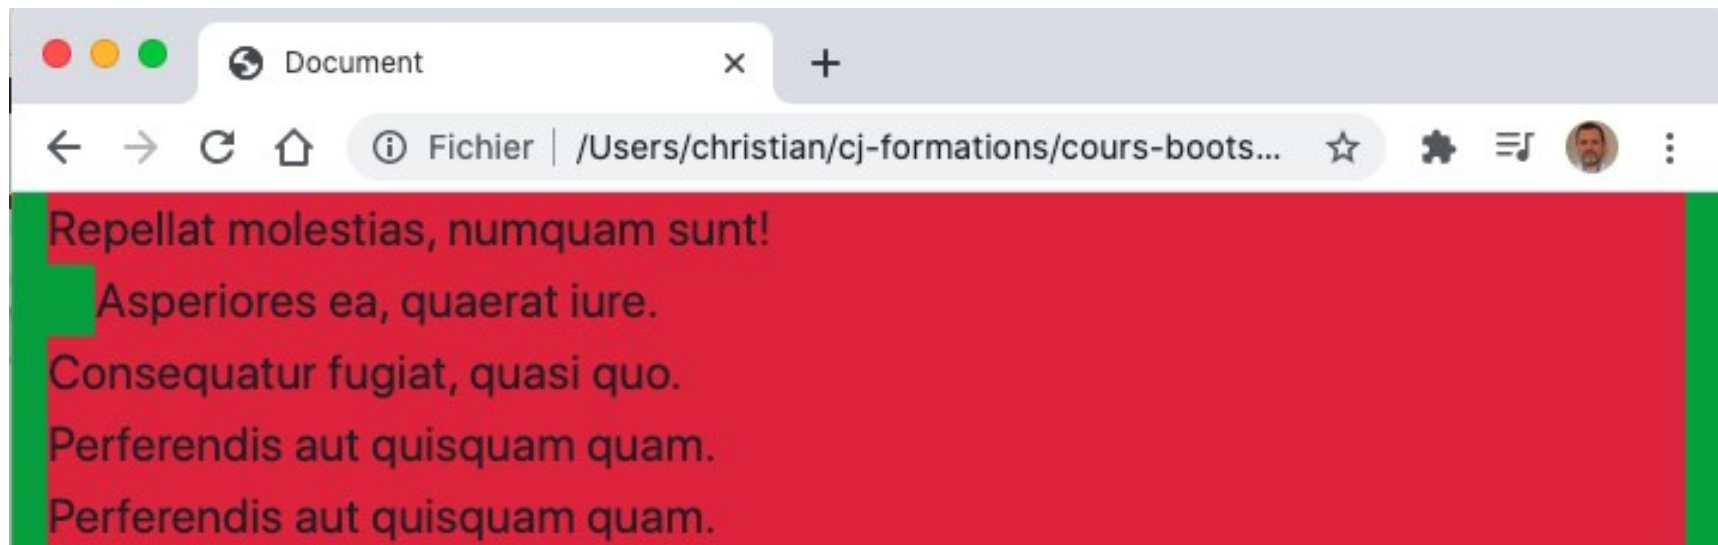 Document
Fichier /Users/christian/cj-formations/cours-boots...
Repellat molestias, numquam sunt!
Asperiores ea, quaerat iure.
Consequatur fugiat, quasi quo.
Perferendis aut quisquam quam.
Perferendis aut quisquam quam.